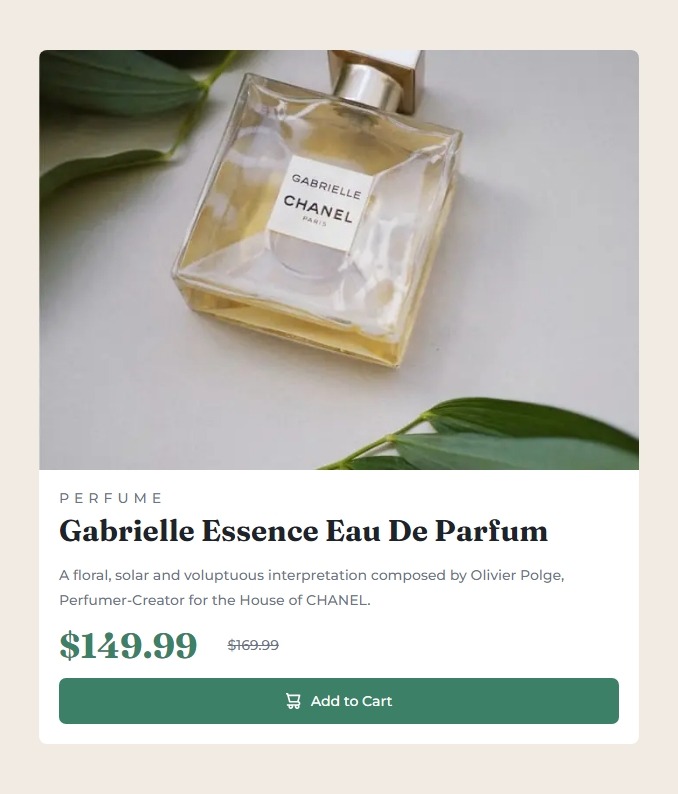 GABRIELLE
CHANEL
PARIS
PERFUME
Gabrielle Essence Eau De Parfum
A floral, solar and voluptuous interpretation composed by Olivier Polge,
Perfumer-Creator for the House of CHANEL.
$149.99 $169.99
Add to Cart